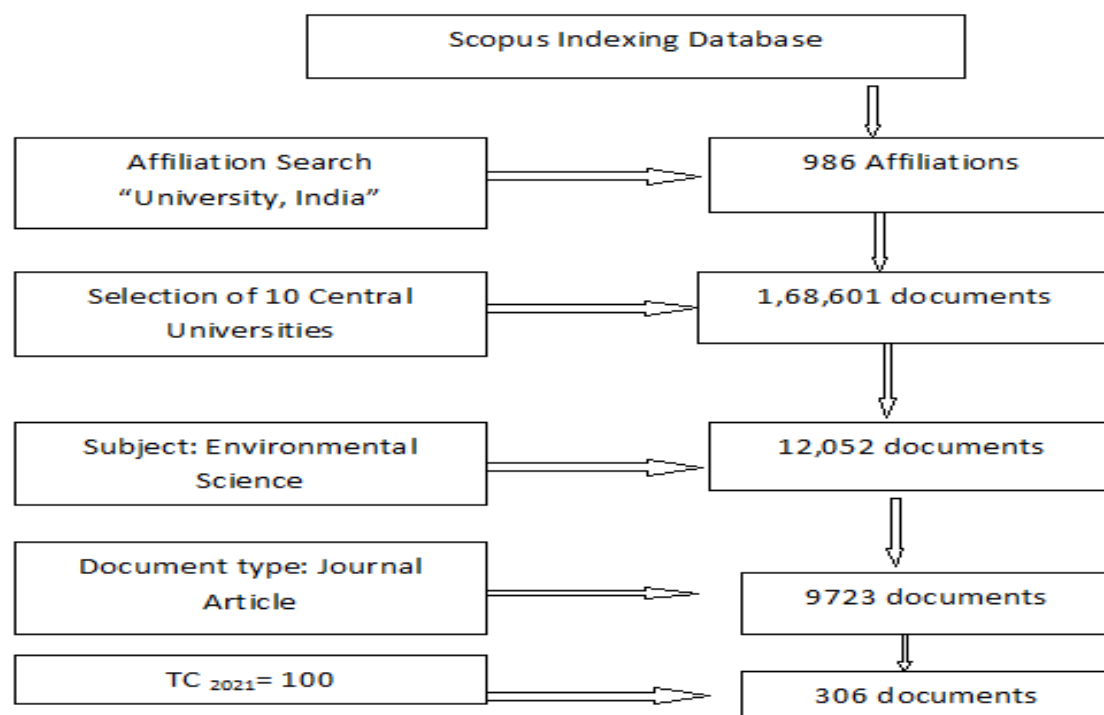 Scopus Indexing Database
Affiliation Search
“University, India”
986 Affiliations
Selection of 10 Central
Universities
1,68,601 documents
Subject: Environmental
Science
12,052 documents
Document type: Journal
Article
9723 documents
TC 2021= 100
306 documents